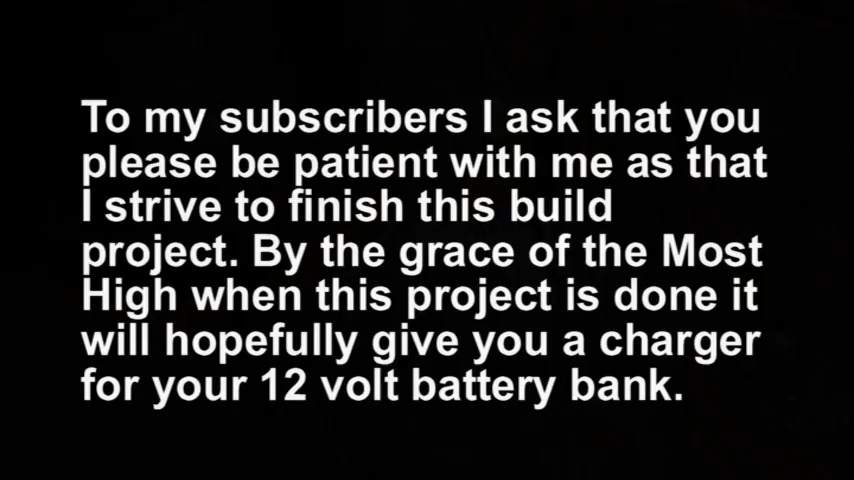 To my subscribers I ask that you
please be patient with me as that
I strive to finish this build
project. By the grace of the Most
High when this project is done it
will hopefully give you a charger
for your 12 volt battery bank.